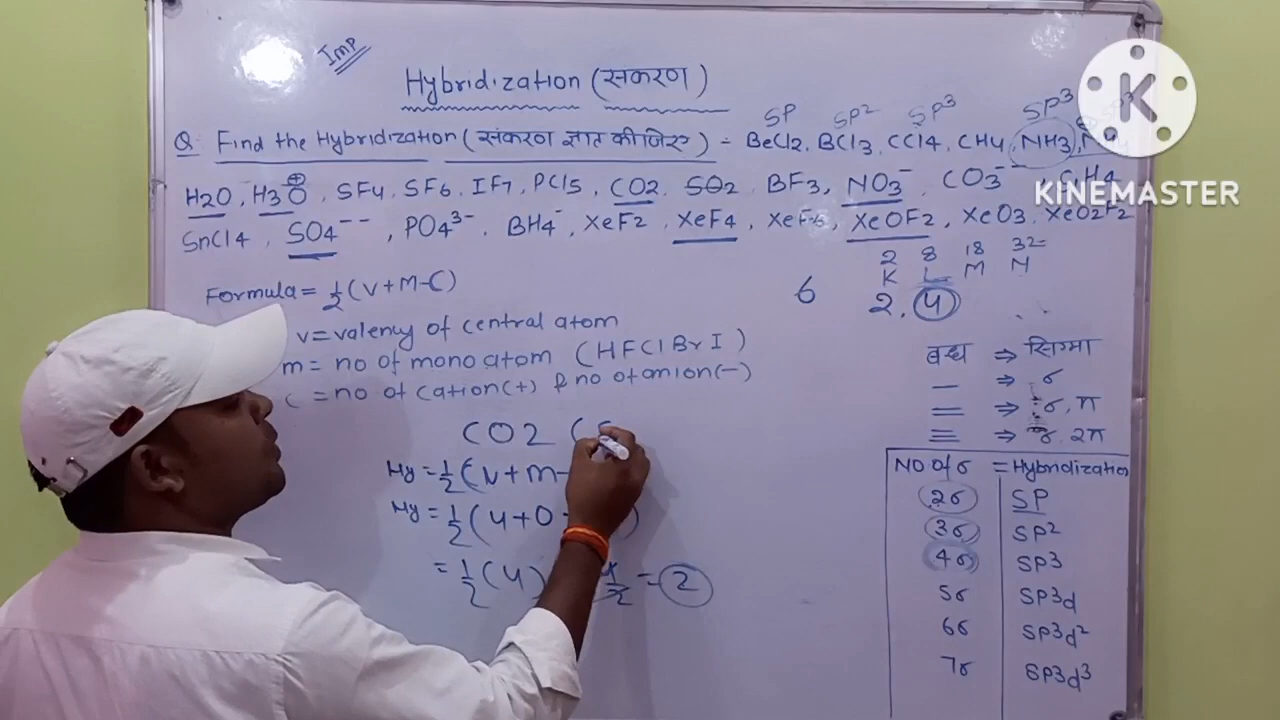 Imp
Hybridization (संकरण)
SP SP² SP³ SP³
Q: Find the Hybridization (संकरण ज्ञात कीजिए) = BeCl2, BCl3, CCl4, CH4, NH3,
H2O, H3O⊕, SF4, SF6, IF7, PCl5, CO2, SO2, BF3, NO3⁻, CO3⁻⁻, C₂H4
SnCl4, SO4⁻⁻, PO4³⁻, BH4⁻, XeF2, XeF4, XeF6, XeOF2, XeO3, XeO2F2
2 8 18 32
K L M N
6 2, 4
Formula = ½(V+M-C)
V=valency of central atom
m = no of mono atom (HFClBrI)
C = no of cation(+) & no of anion(-)
CO2 (
Hy = ½(V+m-
Hy = ½(4+0- )
= ½(4) 4/2 = 2
बन्ध ⇒ सिग्मा
— ⇒ σ
= ⇒ σ, π
≡ ⇒ σ, 2π
NO of σ = Hybridization
2σ SP
3σ SP²
4σ SP³
5σ SP³d
6σ SP³d²
7σ SP³d³
K
KINEMASTER